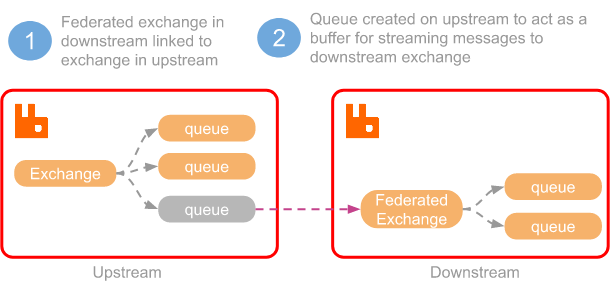 1
Federated exchange in
downstream linked to
exchange in upstream
2
Queue created on upstream to act as a
buffer for streaming messages to
downstream exchange
Exchange
queue
queue
queue
Upstream
Federated
Exchange
queue
queue
Downstream